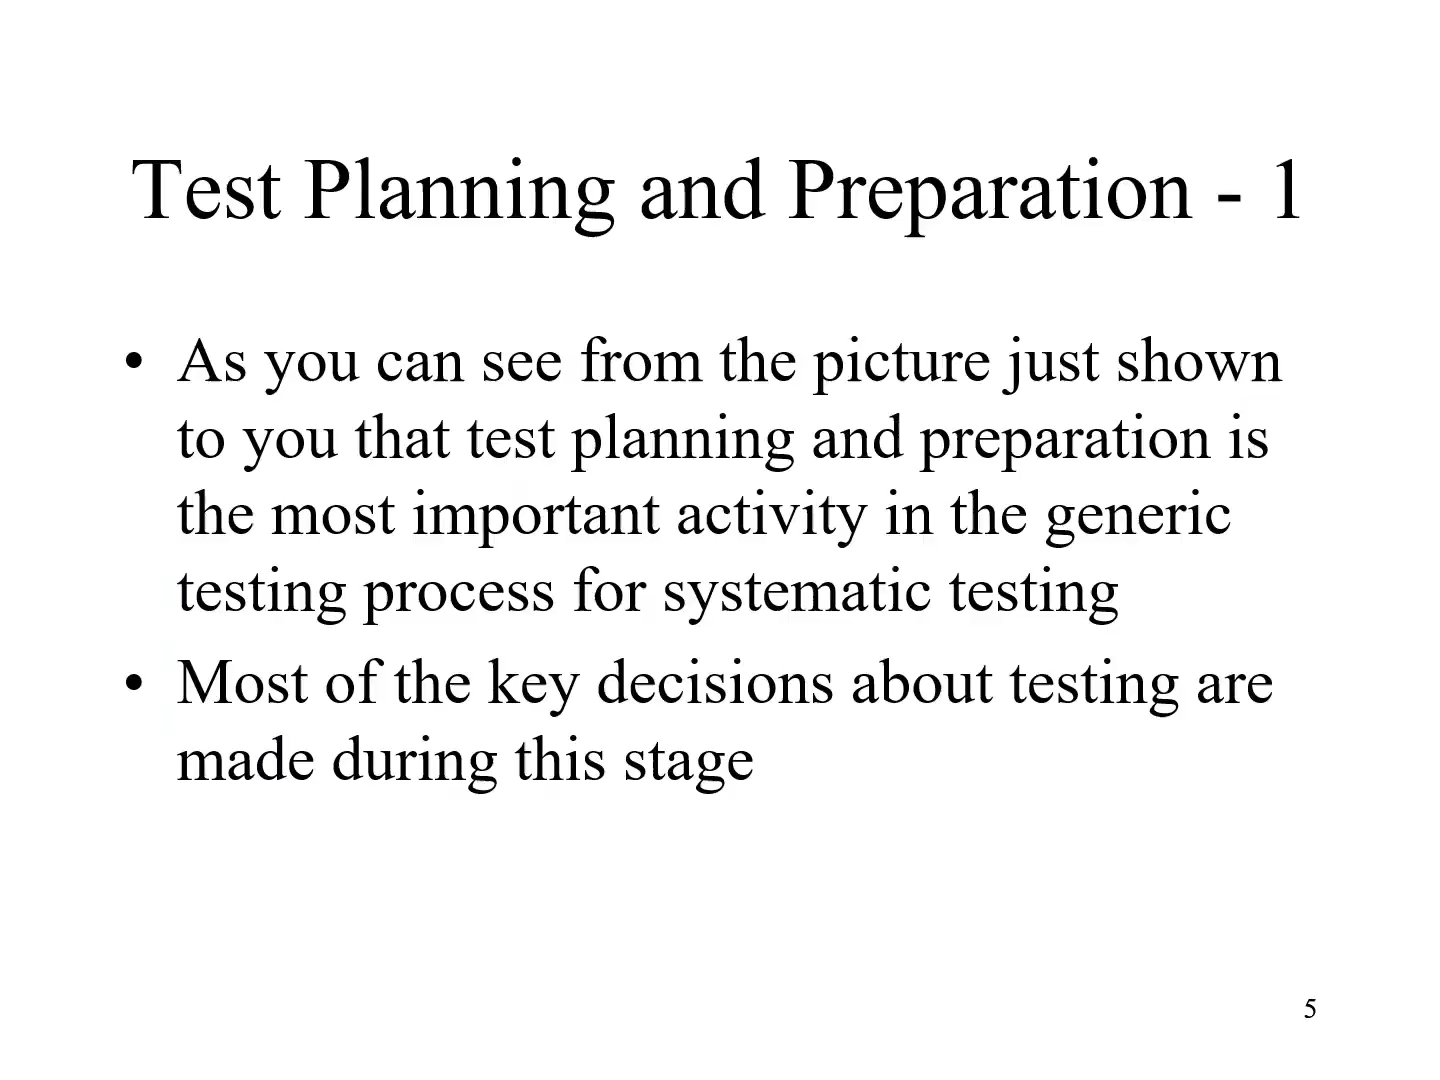 Test Planning and Preparation - 1
• As you can see from the picture just shown
to you that test planning and preparation is
the most important activity in the generic
testing process for systematic testing
• Most of the key decisions about testing are
made during this stage
5